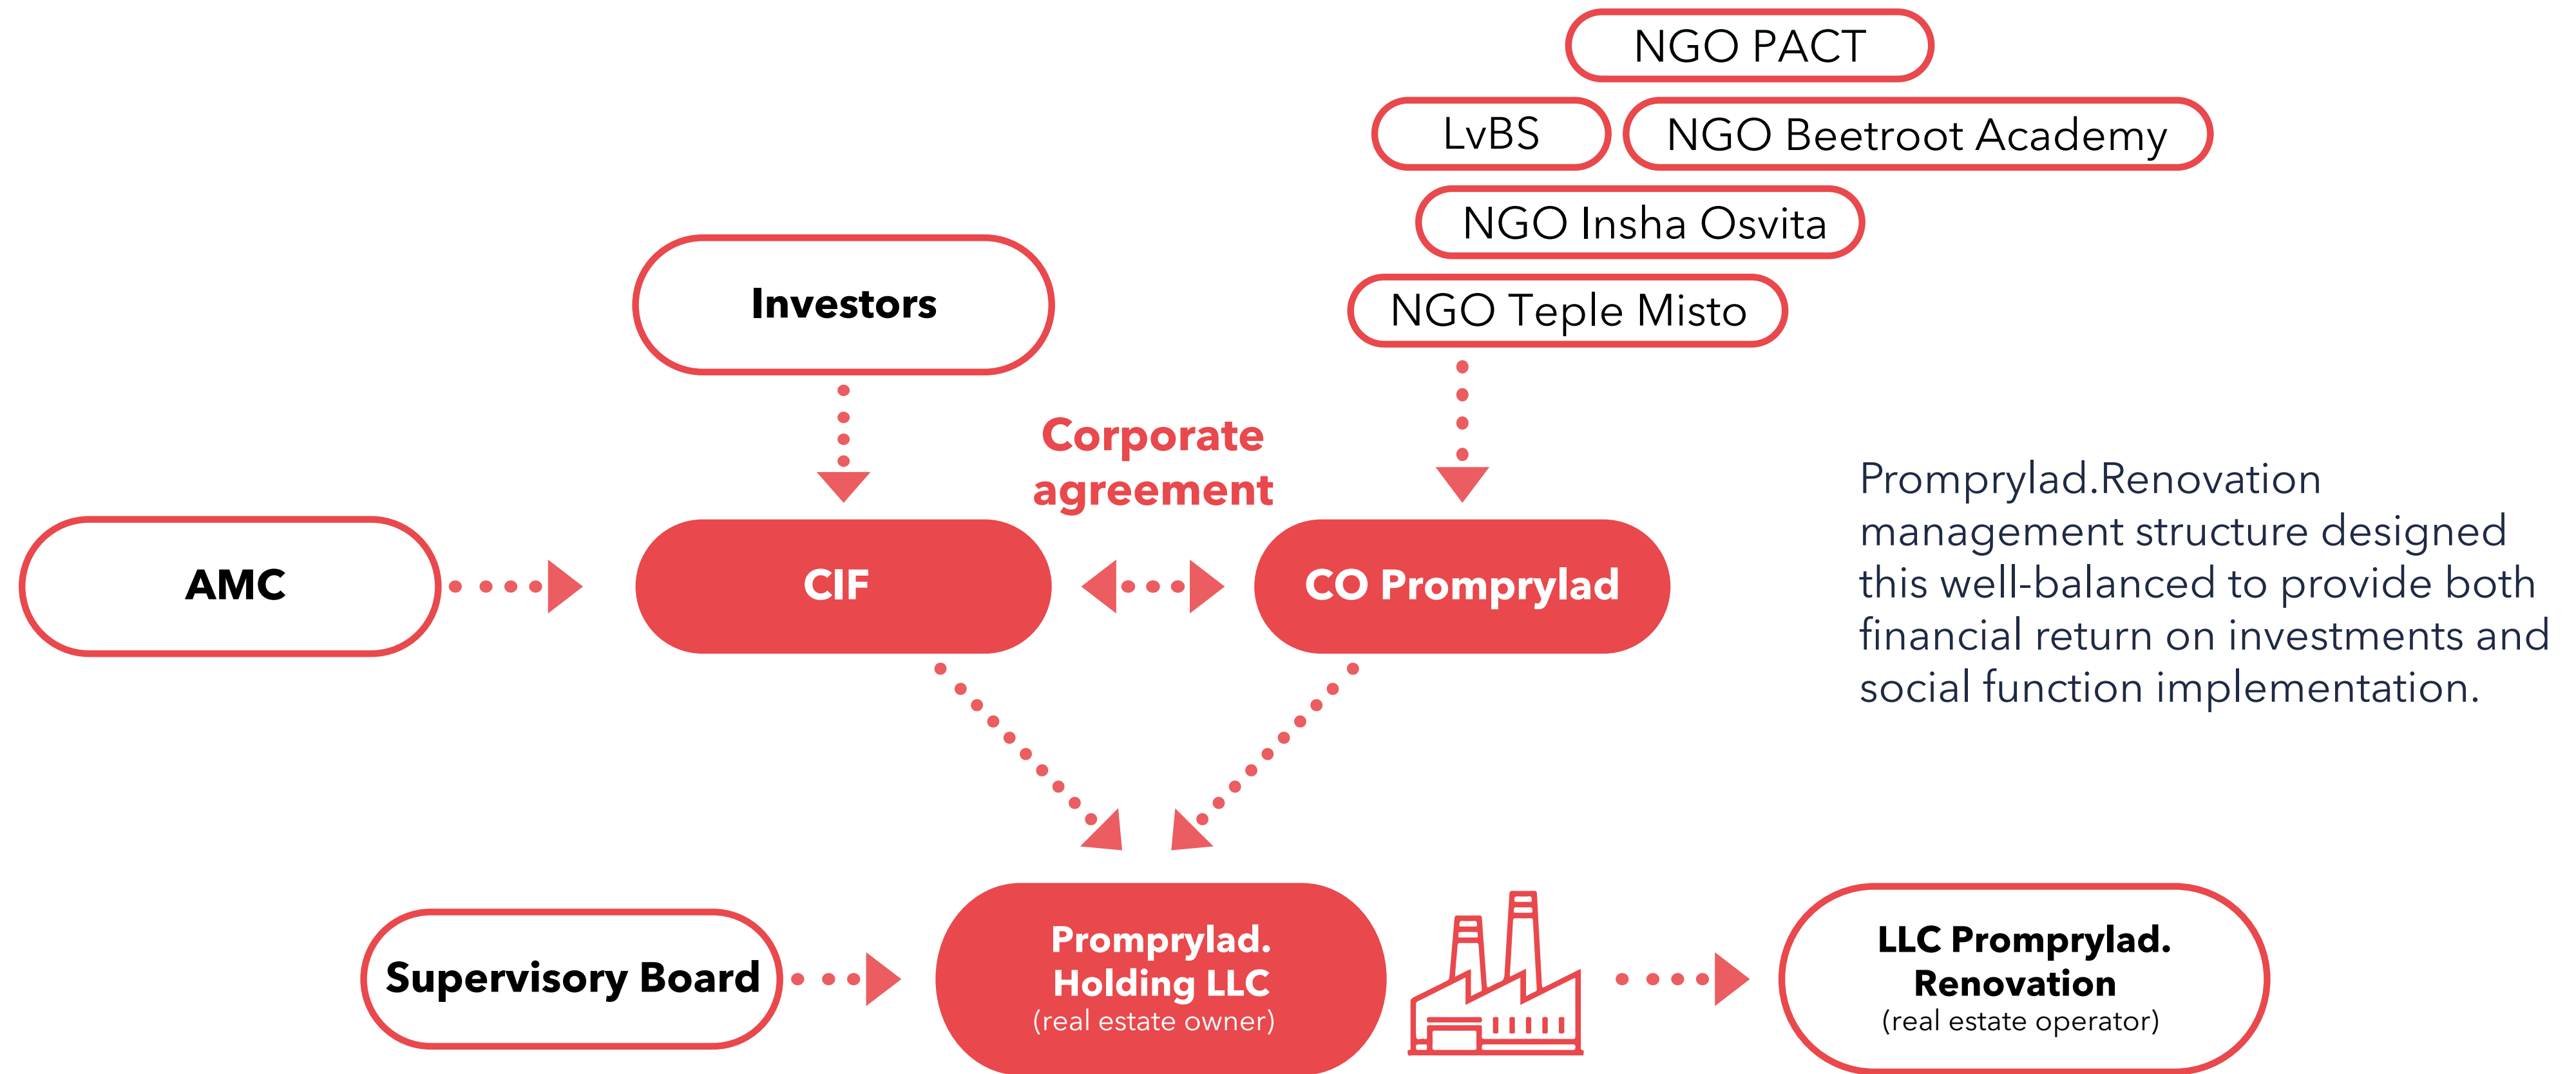 NGO PACT
LvBS
NGO Beetroot Academy
NGO Insha Osvita
NGO Teple Misto
Investors
Corporate
agreement
AMC
CIF
CO Promprylad
Promprylad.Renovation
management structure designed
this well-balanced to provide both
financial return on investments and
social function implementation.
Supervisory Board
Promprylad.
Holding LLC
(real estate owner)
LLC Promprylad.
Renovation
(real estate operator)